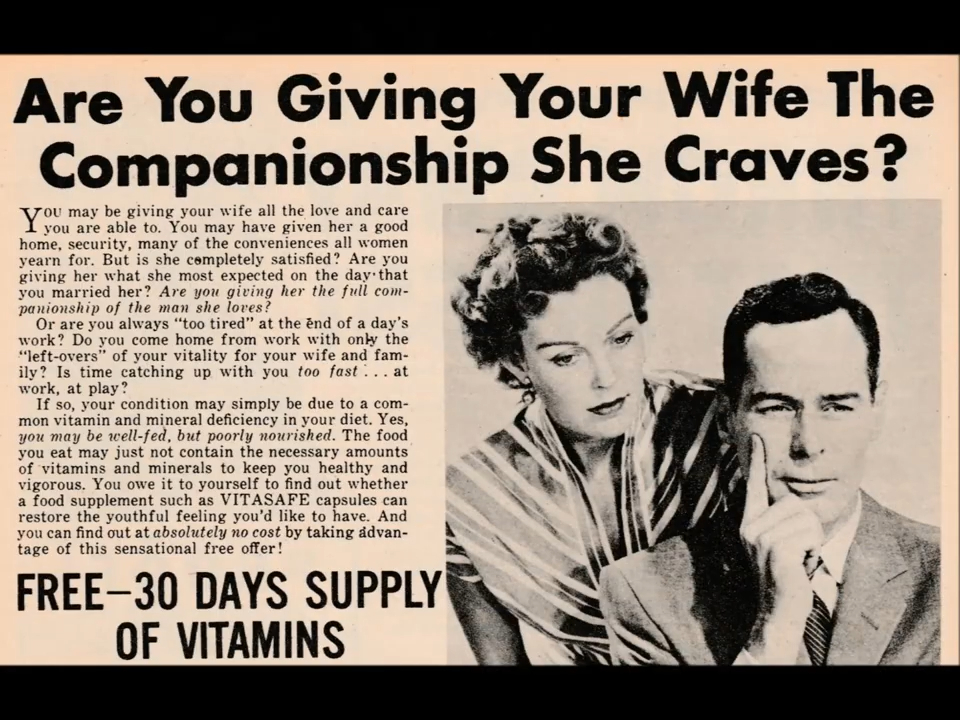 Are You Giving Your Wife The
Companionship She Craves?
You may be giving your wife all the love and care
you are able to. You may have given her a good
home, security, many of the conveniences all women
yearn for. But is she completely satisfied? Are you
giving her what she most expected on the day that
you married her? Are you giving her the full com-
panionship of the man she loves?
Or are you always "too tired" at the end of a day's
work? Do you come home from work with only the
"left-overs" of your vitality for your wife and fam-
ily? Is time catching up with you too fast . . . at
work, at play?
If so, your condition may simply be due to a com-
mon vitamin and mineral deficiency in your diet. Yes,
you may be well-fed, but poorly nourished. The food
you eat may just not contain the necessary amounts
of vitamins and minerals to keep you healthy and
vigorous. You owe it to yourself to find out whether
a food supplement such as VITASAFE capsules can
restore the youthful feeling you'd like to have. And
you can find out at absolutely no cost by taking advan-
tage of this sensational free offer!
FREE–30 DAYS SUPPLY
OF VITAMINS